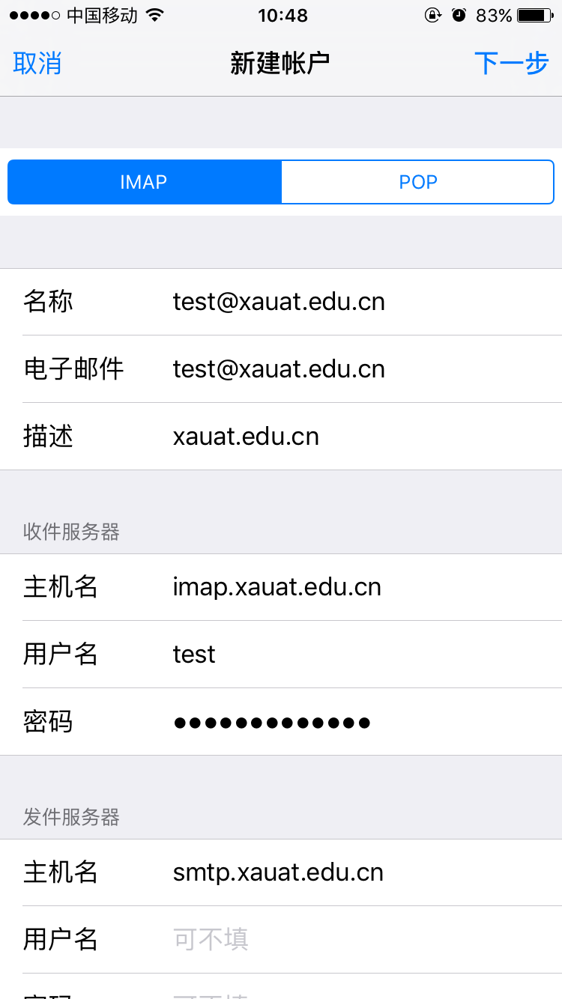 中国移动 10:48 83%
取消 新建帐户 下一步
IMAP POP
名称 test@xauat.edu.cn
电子邮件 test@xauat.edu.cn
描述 xauat.edu.cn
收件服务器
主机名 imap.xauat.edu.cn
用户名 test
密码 ●●●●●●●●●●●●●
发件服务器
主机名 smtp.xauat.edu.cn
用户名 可不填